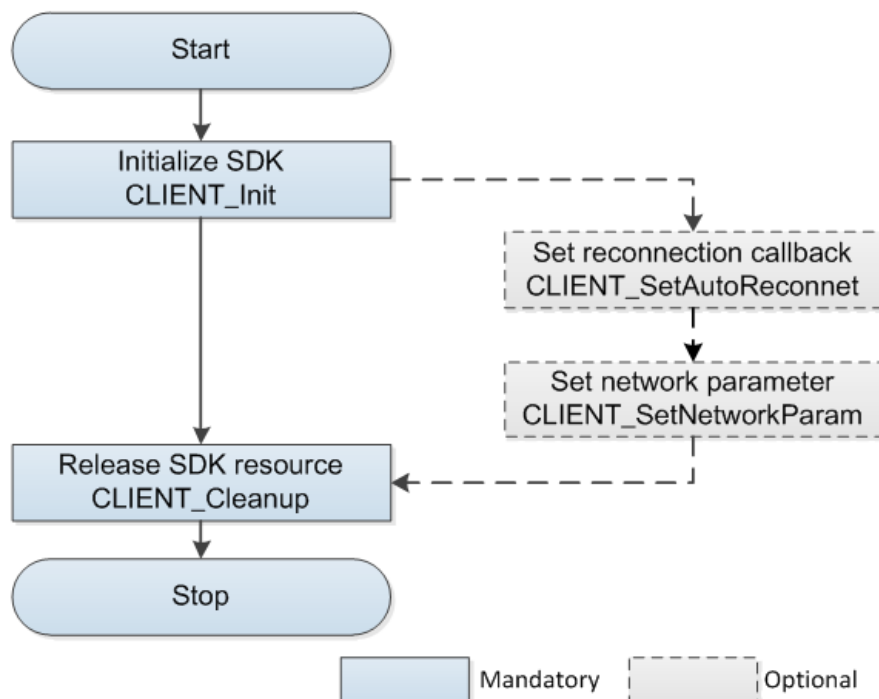 Start
Initialize SDK
CLIENT_Init
Set reconnection callback
CLIENT_SetAutoReconnet
Set network parameter
CLIENT_SetNetworkParam
Release SDK resource
CLIENT_Cleanup
Stop
Mandatory
Optional